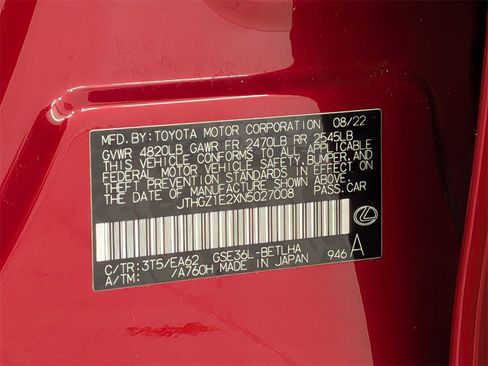 MFD. BY TOYOTA MOTOR CORPORATION 08/22
GVWR 4820LB GAWR FR 2470LB RR 2545LB
THIS VEHICLE CONFORMS TO ALL APPLICABLE
FEDERAL MOTOR VEHICLE SAFETY, BUMPER, AND
THEFT PREVENTION STANDARDS IN EFFECT ON
THE DATE OF MANUFACTURE SHOWN ABOVE.
JTHGZ1E2XN5027008 PASS. CAR
C/TR: 3T5/EA62 GSE36L-BETLHA
A/TM: /A760H MADE IN JAPAN 946 A